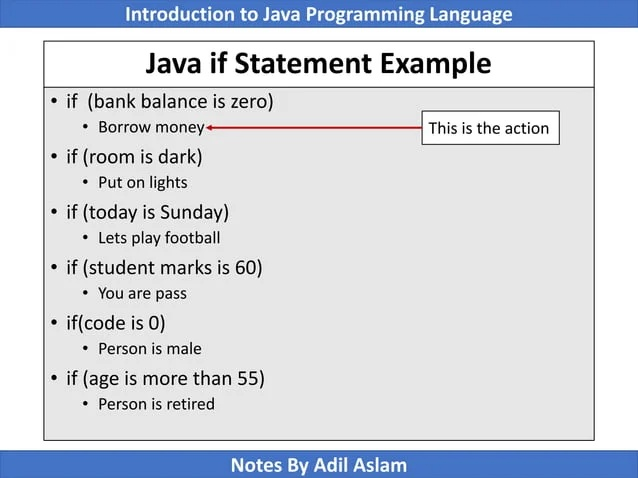 Introduction to Java Programming Language
Java if Statement Example
• if (bank balance is zero)
• Borrow money
This is the action
• if (room is dark)
• Put on lights
• if (today is Sunday)
• Lets play football
• if (student marks is 60)
• You are pass
• if(code is 0)
• Person is male
• if (age is more than 55)
• Person is retired
Notes By Adil Aslam